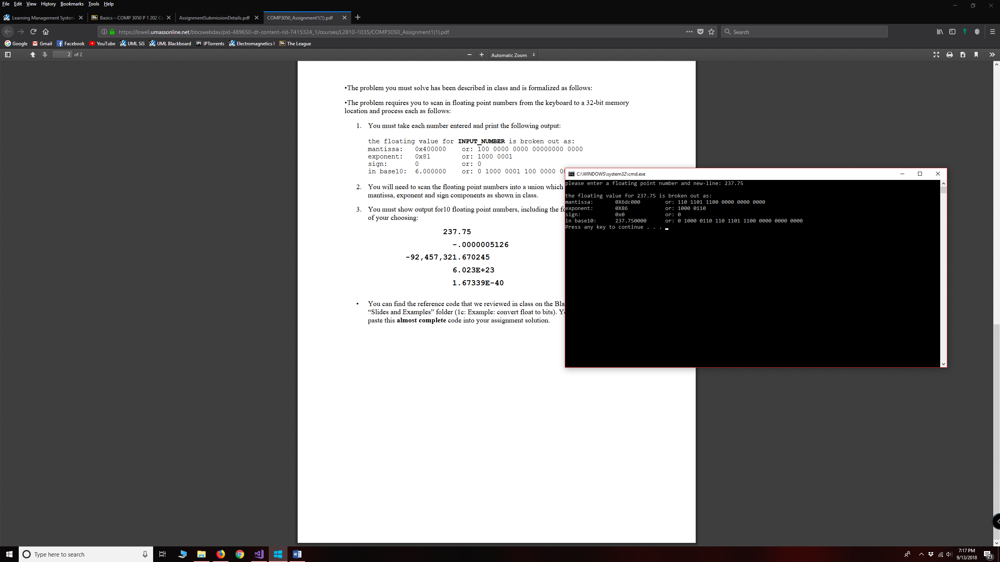 File Edit View History Bookmarks Tools Help
Learning Management System
Bb Basics – COMP 3050 P 1 202 Co
AssignmentSubmissionDetails.pdf
COMP3050_Assignment1(1).pdf
https://lowell.umassonline.net/bbcswebdav/pid-489650-dt-content-rid-7415324_1/courses/L2810-1035/COMP3050_Assignment1(1).pdf
Search
Google Gmail Facebook YouTube UML SiS UML Blackboard IPt IPTorrents Electromagnetics I Bb The League
2 of 2
Automatic Zoom
•The problem you must solve has been described in class and is formalized as follows:
•The problem requires you to scan in floating point numbers from the keyboard to a 32-bit memory
location and process each as follows:
1. You must take each number entered and print the following output:
the floating value for INPUT_NUMBER is broken out as:
mantissa: 0x400000 or: 100 0000 0000 00000000 0000
exponent: 0x81 or: 1000 0001
sign: 0 or: 0
in base10: 6.000000 or: 0 1000 0001 100 0000 00
2. You will need to scan the floating point numbers into a union which
mantissa, exponent and sign components as shown in class.
3. You must show output for10 floating point numbers, including the fo
of your choosing:
237.75
-.0000005126
-92,457,321.670245
6.023E+23
1.67339E-40
• You can find the reference code that we reviewed in class on the Bla
“Slides and Examples” folder (1c: Example: convert float to bits). Yo
paste this almost complete code into your assignment solution.
C:\WINDOWS\system32\cmd.exe
please enter a floating point number and new-line: 237.75
the floating value for 237.75 is broken out as:
mantissa: 0X6dc000 or: 110 1101 1100 0000 0000 0000
exponent: 0X86 or: 1000 0110
sign: 0x0 or: 0
in base10: 237.750000 or: 0 1000 0110 110 1101 1100 0000 0000 0000
Press any key to continue . . .
Type here to search
7:17 PM
9/13/2018
23